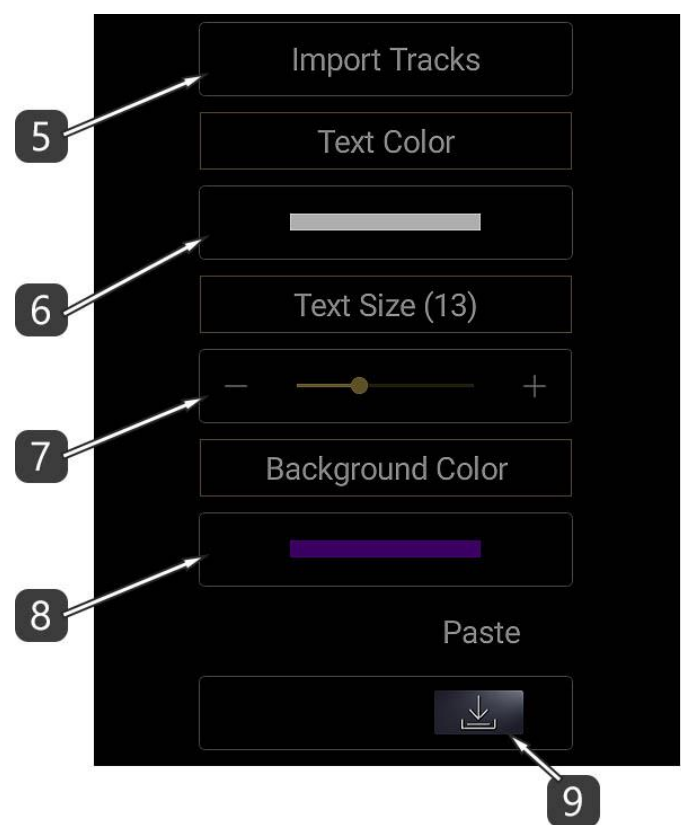 Import Tracks
5
Text Color
6
Text Size (13)
7
Background Color
8
Paste
9